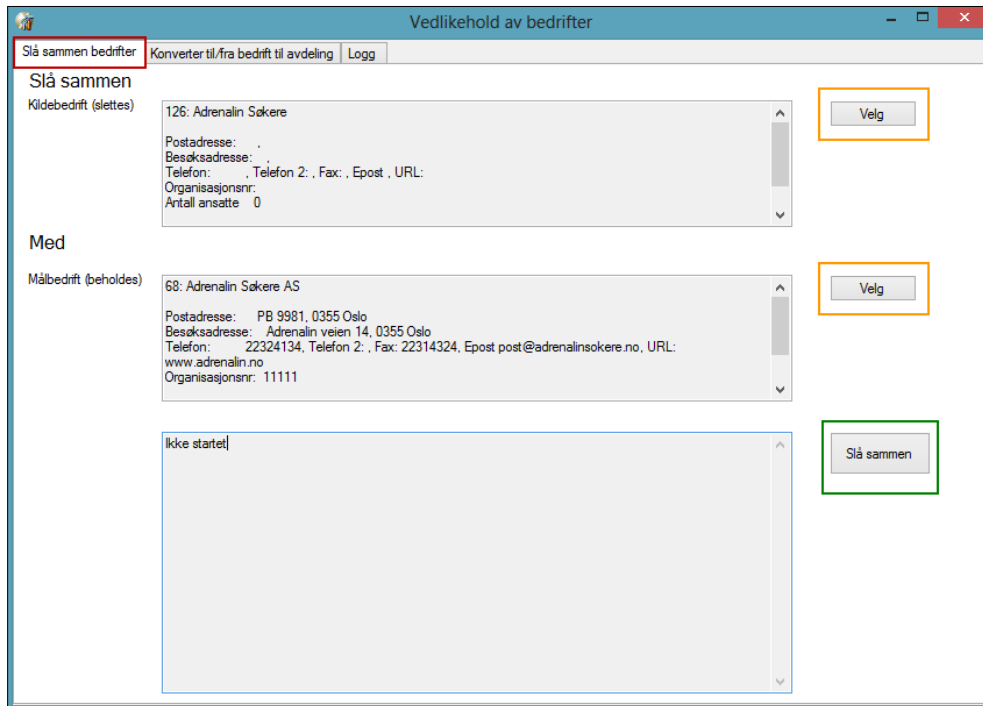 Vedlikehold av bedrifter
Slå sammen bedrifter Konverter til/fra bedrift til avdeling Logg
Slå sammen
Kildebedrift (slettes)
126: Adrenalin Søkere
Velg
Postadresse: ,
Besøksadresse: ,
Telefon: , Telefon 2: , Fax: , Epost , URL:
Organisasjonsnr:
Antall ansatte 0
Med
Målbedrift (beholdes)
68: Adrenalin Søkere AS
Velg
Postadresse: PB 9981, 0355 Oslo
Besøksadresse: Adrenalin veien 14, 0355 Oslo
Telefon: 22324134, Telefon 2: , Fax: 22314324, Epost post@adrenalinsokere.no, URL:
www.adrenalin.no
Organisasjonsnr: 11111
Ikke startet
Slå sammen